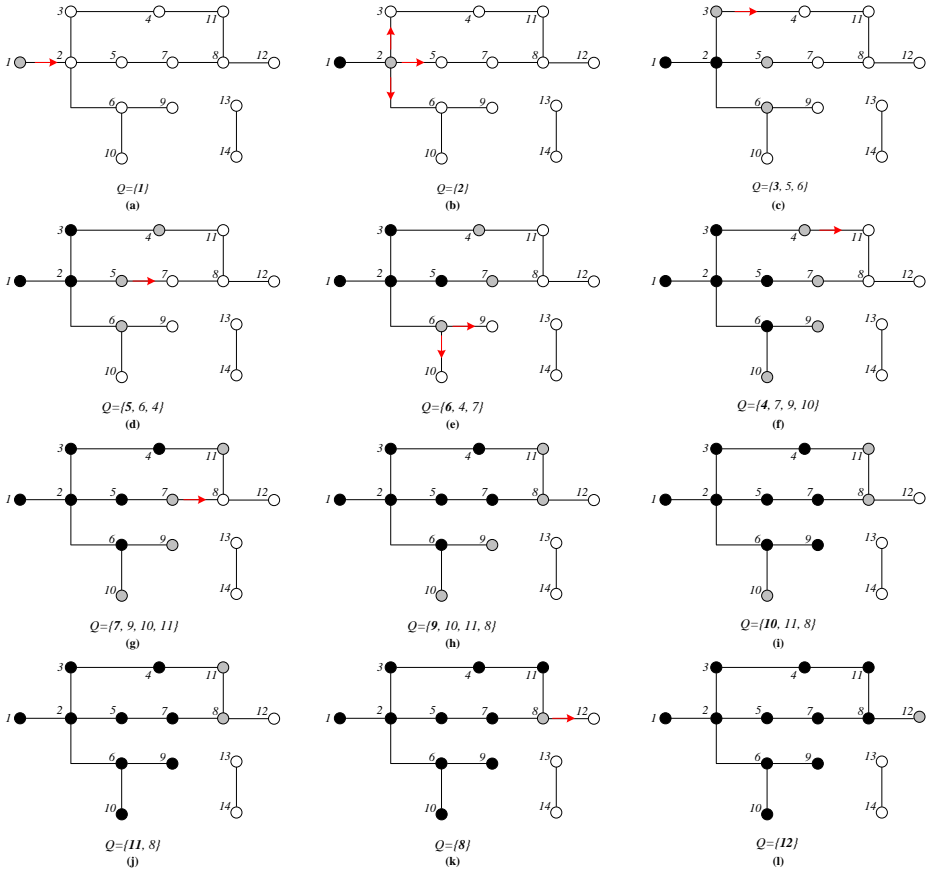 3 4 11
1 2 5 7 8 12
6 9 13
10 14
Q={1}
(a)
3 4 11
1 2 5 7 8 12
6 9 13
10 14
Q={2}
(b)
3 4 11
1 2 5 7 8 12
6 9 13
10 14
Q={3, 5, 6}
(c)
3 4 11
1 2 5 7 8 12
6 9 13
10 14
Q={5, 6, 4}
(d)
3 4 11
1 2 5 7 8 12
6 9 13
10 14
Q={6, 4, 7}
(e)
3 4 11
1 2 5 7 8 12
6 9 13
10 14
Q={4, 7, 9, 10}
(f)
3 4 11
1 2 5 7 8 12
6 9 13
10 14
Q={7, 9, 10, 11}
(g)
3 4 11
1 2 5 7 8 12
6 9 13
10 14
Q={9, 10, 11, 8}
(h)
3 4 11
1 2 5 7 8 12
6 9 13
10 14
Q={10, 11, 8}
(i)
3 4 11
1 2 5 7 8 12
6 9 13
10 14
Q={11, 8}
(j)
3 4 11
1 2 5 7 8 12
6 9 13
10 14
Q={8}
(k)
3 4 11
1 2 5 7 8 12
6 9 13
10 14
Q={12}
(l)